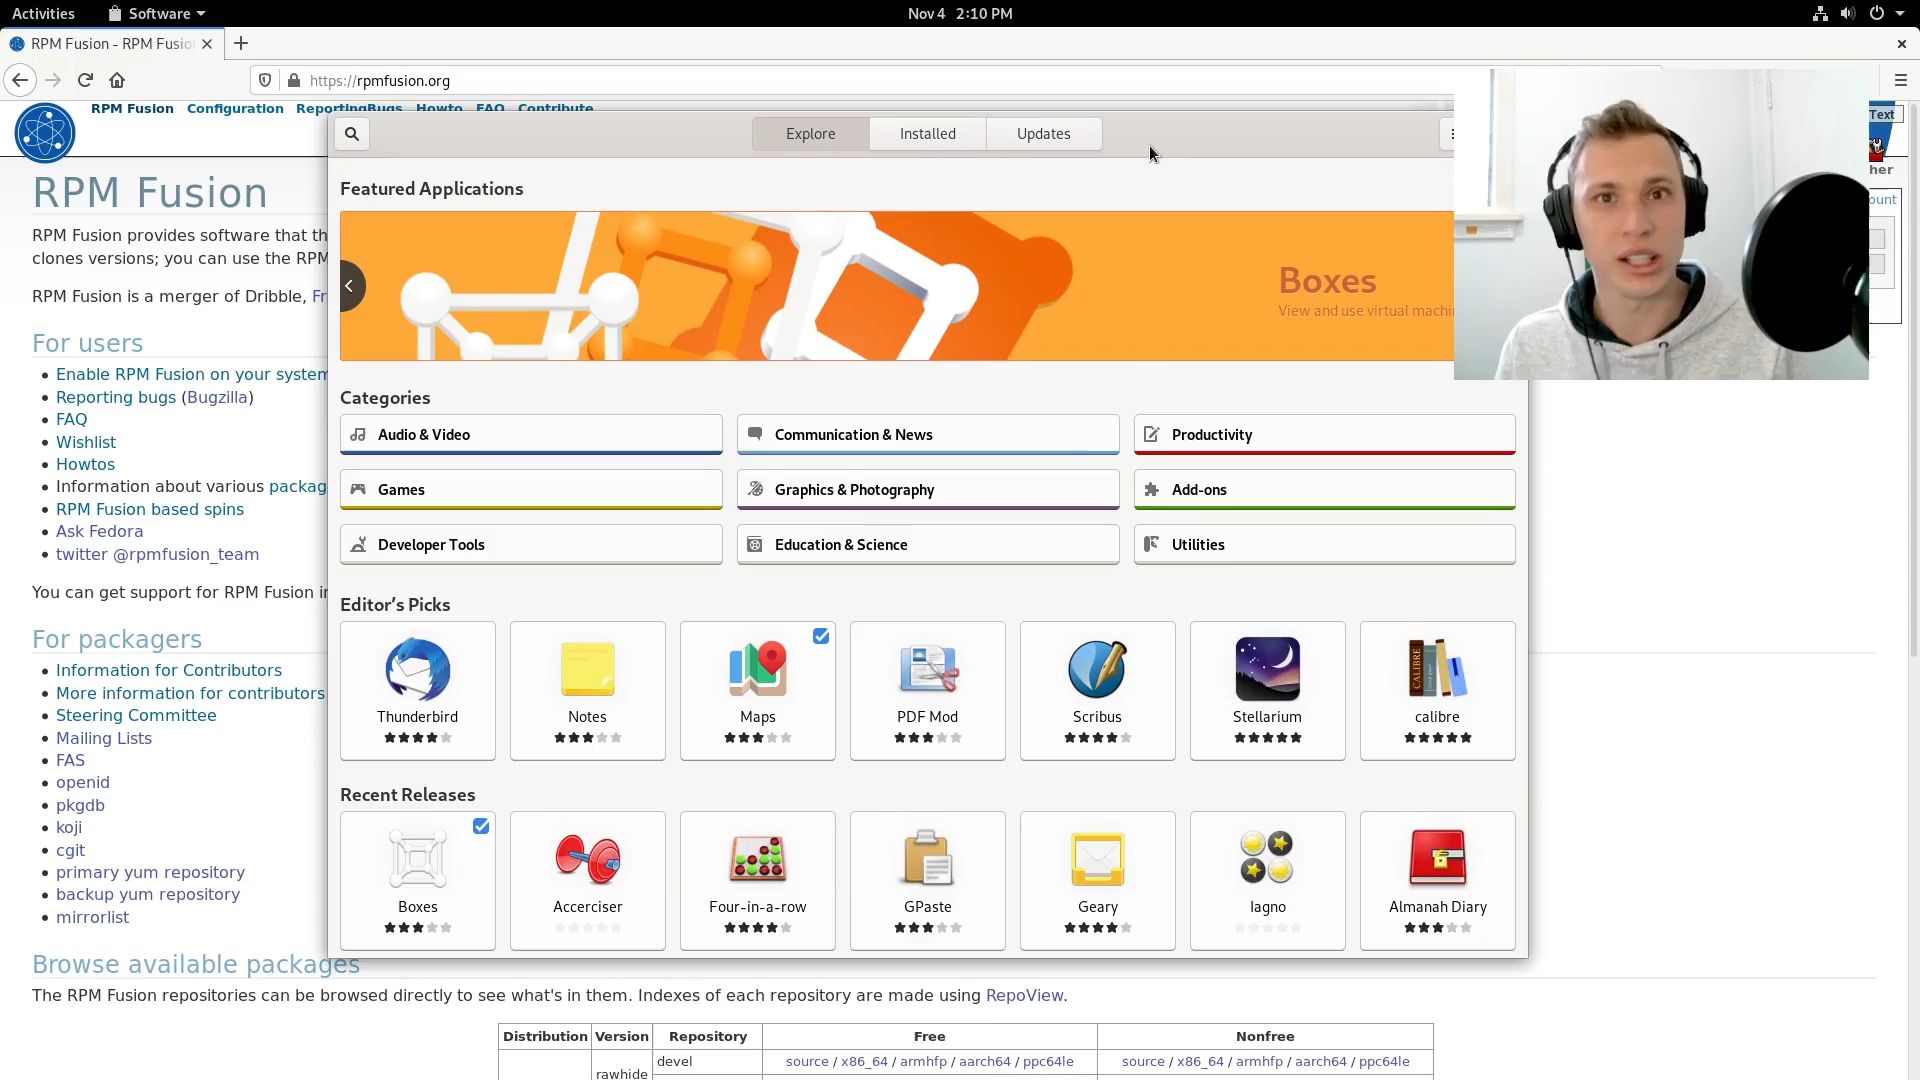 Activities
Software
Nov 4 2:10 PM
RPM Fusion - RPM Fusio
https://rpmfusion.org
RPM Fusion Configuration ReportingBugs Howto FAQ Contribute
Text
Explore
Installed
Updates
RPM Fusion
RPM Fusion provides software that th
clones versions; you can use the RPM
RPM Fusion is a merger of Dribble, Fr
For users
Enable RPM Fusion on your system
Reporting bugs (Bugzilla)
FAQ
Wishlist
Howtos
Information about various packag
RPM Fusion based spins
Ask Fedora
twitter @rpmfusion_team
You can get support for RPM Fusion in
For packagers
Information for Contributors
More information for contributors
Steering Committee
Mailing Lists
FAS
openid
pkgdb
koji
cgit
primary yum repository
backup yum repository
mirrorlist
Featured Applications
Boxes
View and use virtual machin
her
ount
Categories
Audio & Video
Communication & News
Productivity
Games
Graphics & Photography
Add-ons
Developer Tools
Education & Science
Utilities
Editor's Picks
Thunderbird
Notes
Maps
PDF Mod
Scribus
Stellarium
calibre
CALIBRE
Recent Releases
Boxes
Accerciser
Four-in-a-row
GPaste
Geary
Iagno
Almanah Diary
Browse available packages
The RPM Fusion repositories can be browsed directly to see what's in them. Indexes of each repository are made using RepoView.
Distribution Version Repository Free Nonfree
devel source / x86_64 / armhfp / aarch64 / ppc64le source / x86_64 / armhfp / aarch64 / ppc64le
rawhide